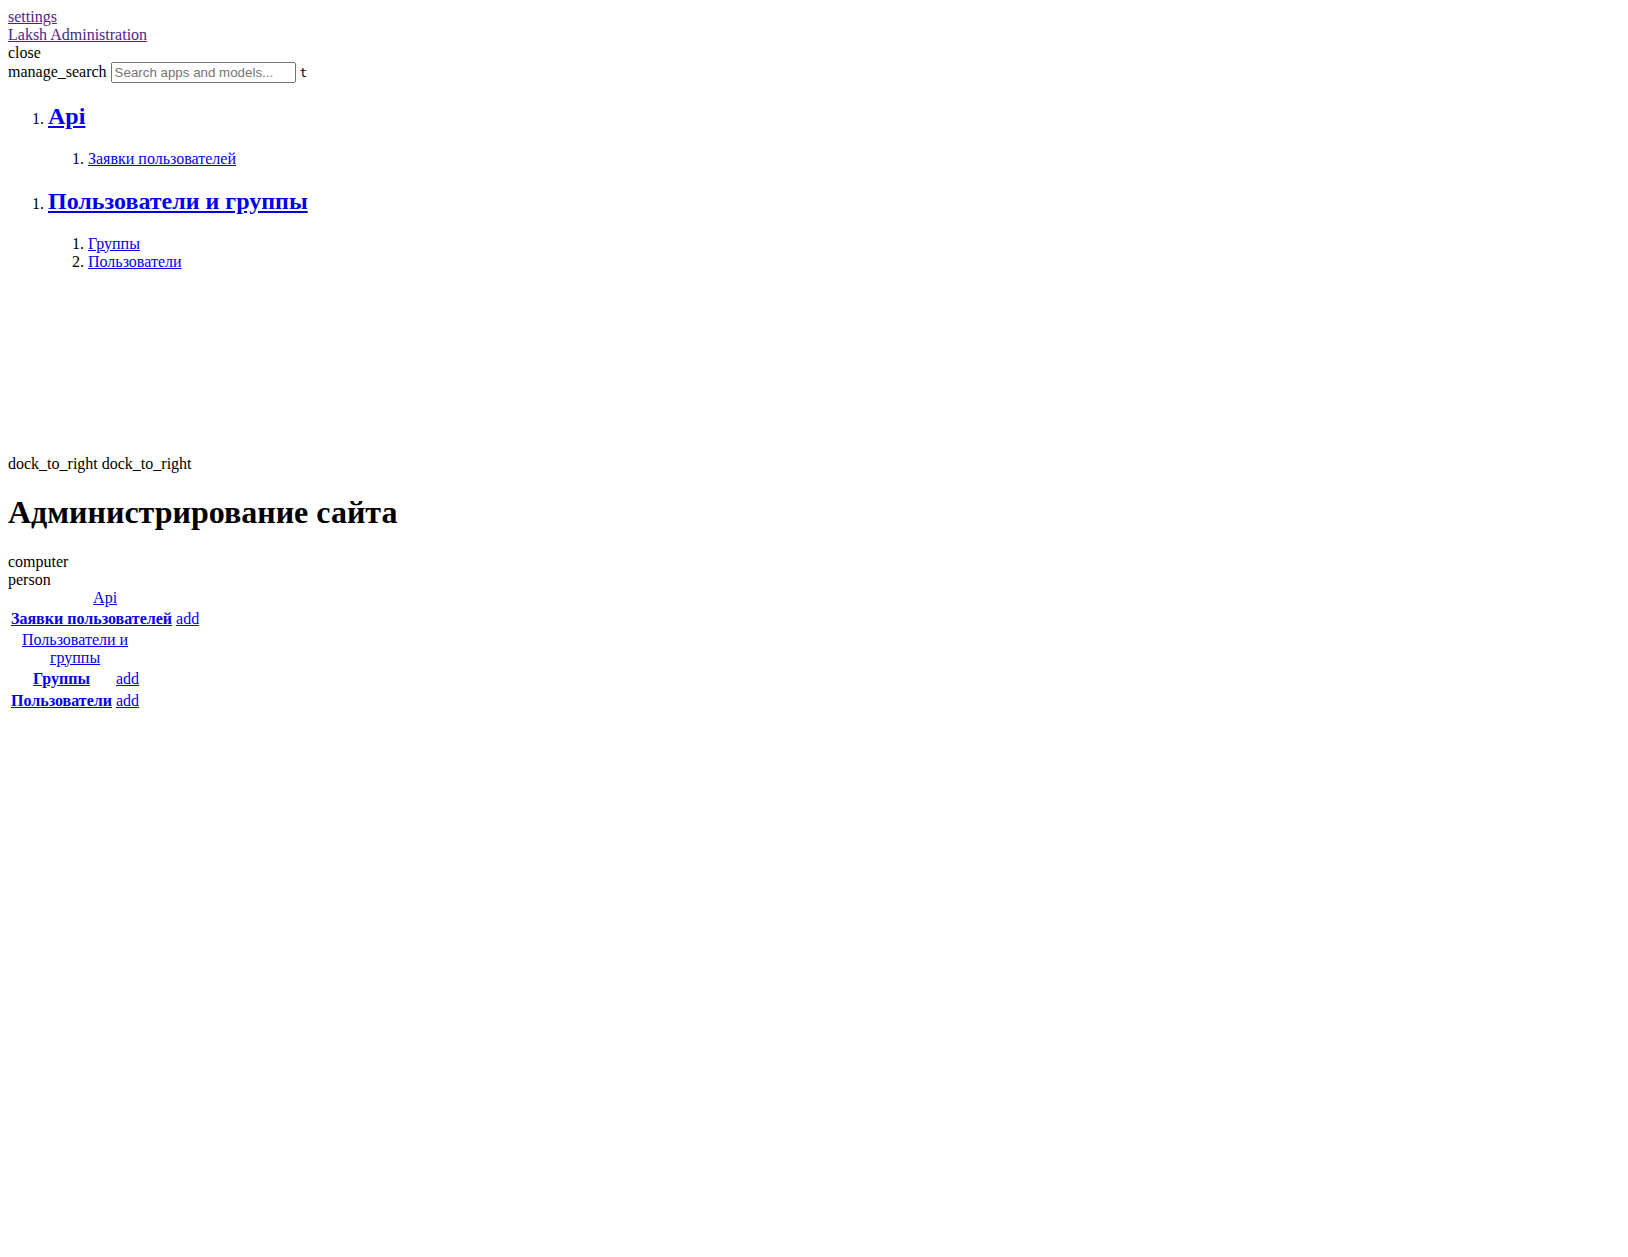 settings
Laksh Administration
close
manage_search Search apps and models... t
1. Api
1. Заявки пользователей
1. Пользователи и группы
1. Группы
2. Пользователи
dock_to_right dock_to_right
Администрирование сайта
computer
person
Api
Заявки пользователей add
Пользователи и
группы
Группы add
Пользователи add